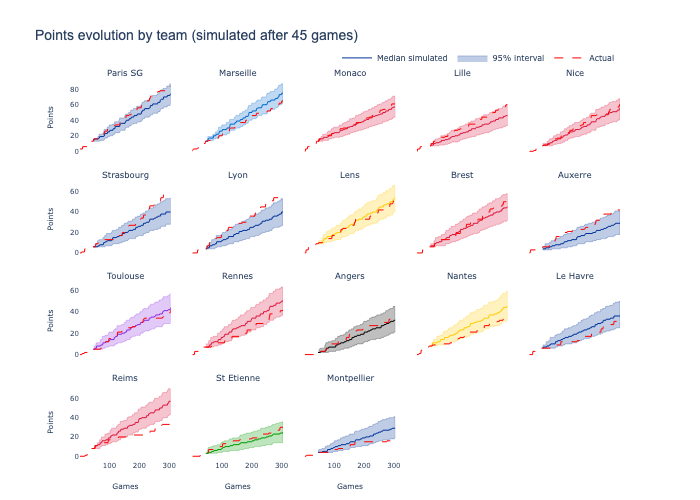 Points evolution by team (simulated after 45 games)
Median simulated 95% interval Actual
Paris SG Marseille Monaco Lille Nice
Points
80
60
40
20
0
Strasbourg Lyon Lens Brest Auxerre
Points
60
40
20
0
Toulouse Rennes Angers Nantes Le Havre
Points
60
40
20
0
Reims St Etienne Montpellier
Points
60
40
20
0
100 200 300 100 200 300 100 200 300
Games Games Games